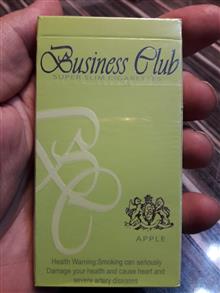 Business Club
SUPER SLIM CIGARETTES
APPLE
Health Warning:Smoking can seriously
Damage your health and cause heart and
severe artery diseases